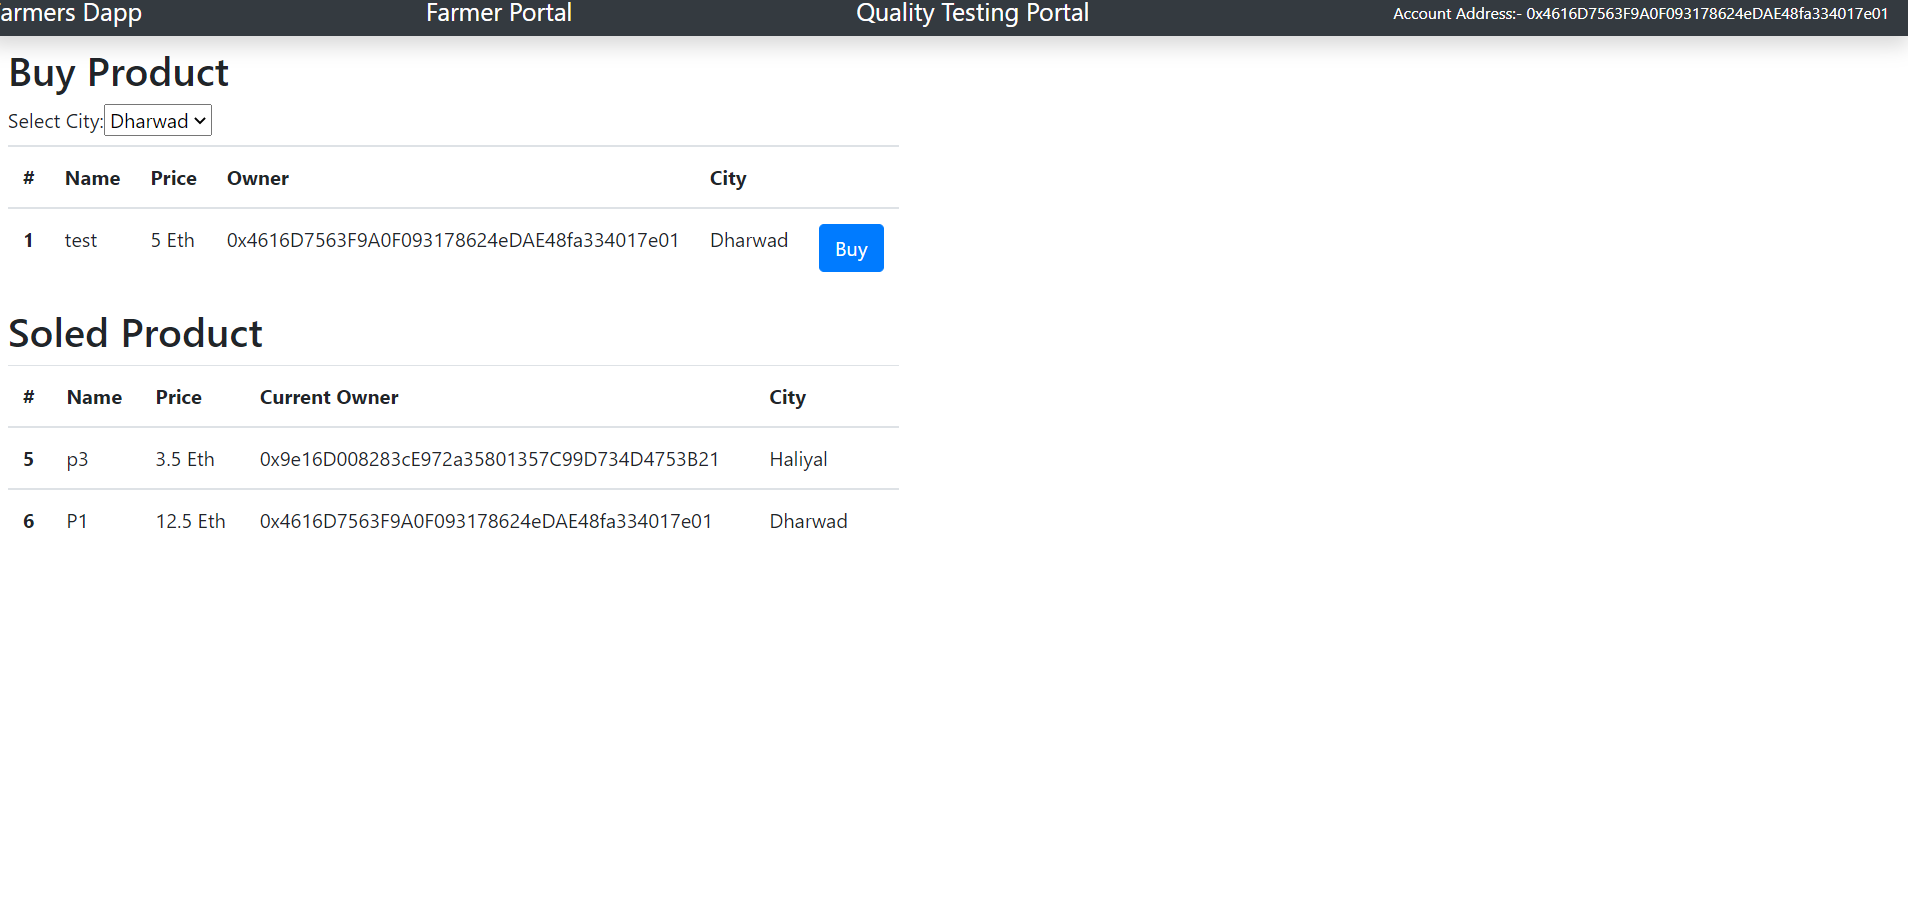 armers Dapp Farmer Portal Quality Testing Portal Account Address:- 0x4616D7563F9A0F093178624eDAE48fa334017e01
Buy Product
Select City: Dharwad
# Name Price Owner City
1 test 5 Eth 0x4616D7563F9A0F093178624eDAE48fa334017e01 Dharwad Buy
Soled Product
# Name Price Current Owner City
5 p3 3.5 Eth 0x9e16D008283cE972a35801357C99D734D4753B21 Haliyal
6 P1 12.5 Eth 0x4616D7563F9A0F093178624eDAE48fa334017e01 Dharwad